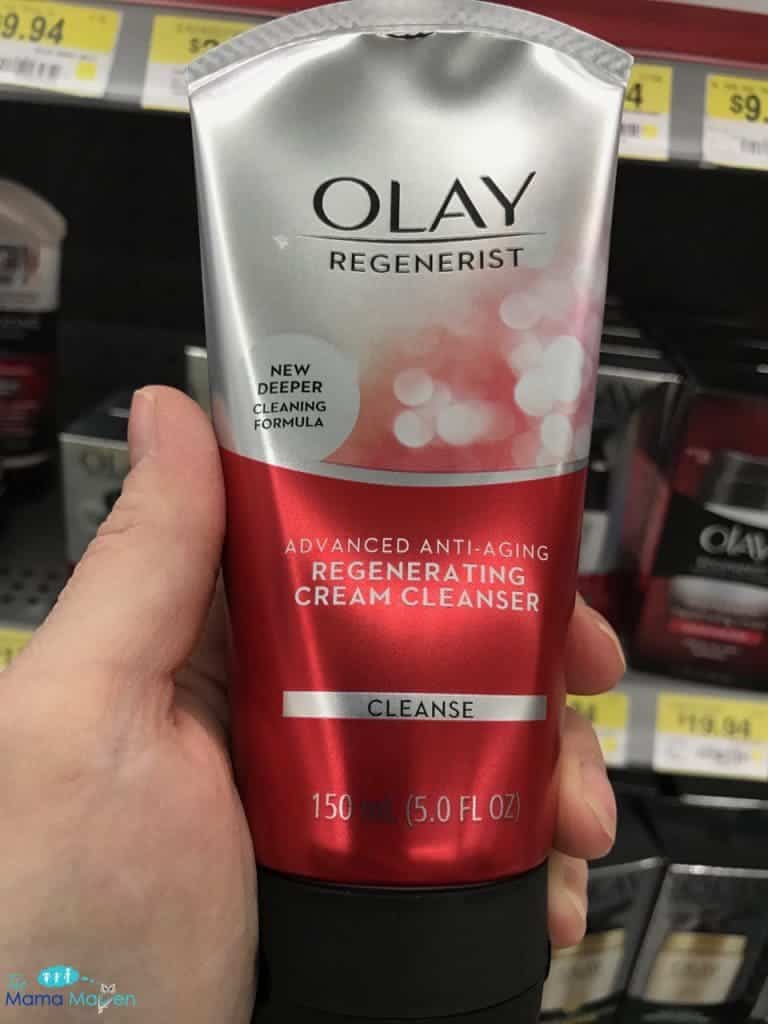 9.94
$9.
OLAY
REGENERIST
NEW
DEEPER
CLEANING
FORMULA
ADVANCED ANTI-AGING
REGENERATING
CREAM CLEANSER
CLEANSE
150 mL (5.0 FL OZ)
OLAY
$19.94
The
Mama Maven